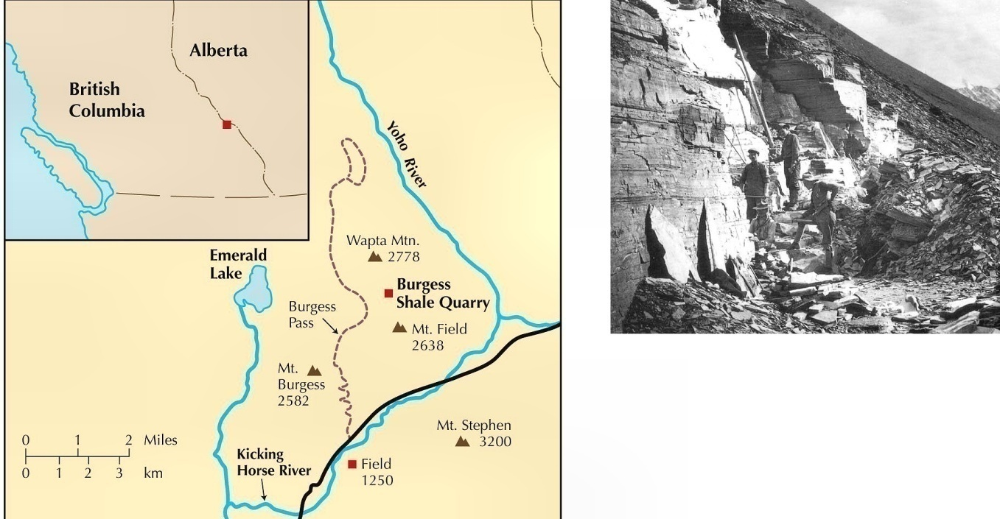 Alberta
British
Columbia
Yoho River
Wapta Mtn.
2778
Emerald
Lake
Burgess
Shale Quarry
Burgess
Pass
Mt. Field
2638
Mt.
Burgess
2582
Mt. Stephen
3200
0 1 2 Miles
0 1 2 3 km
Kicking
Horse River
Field
1250